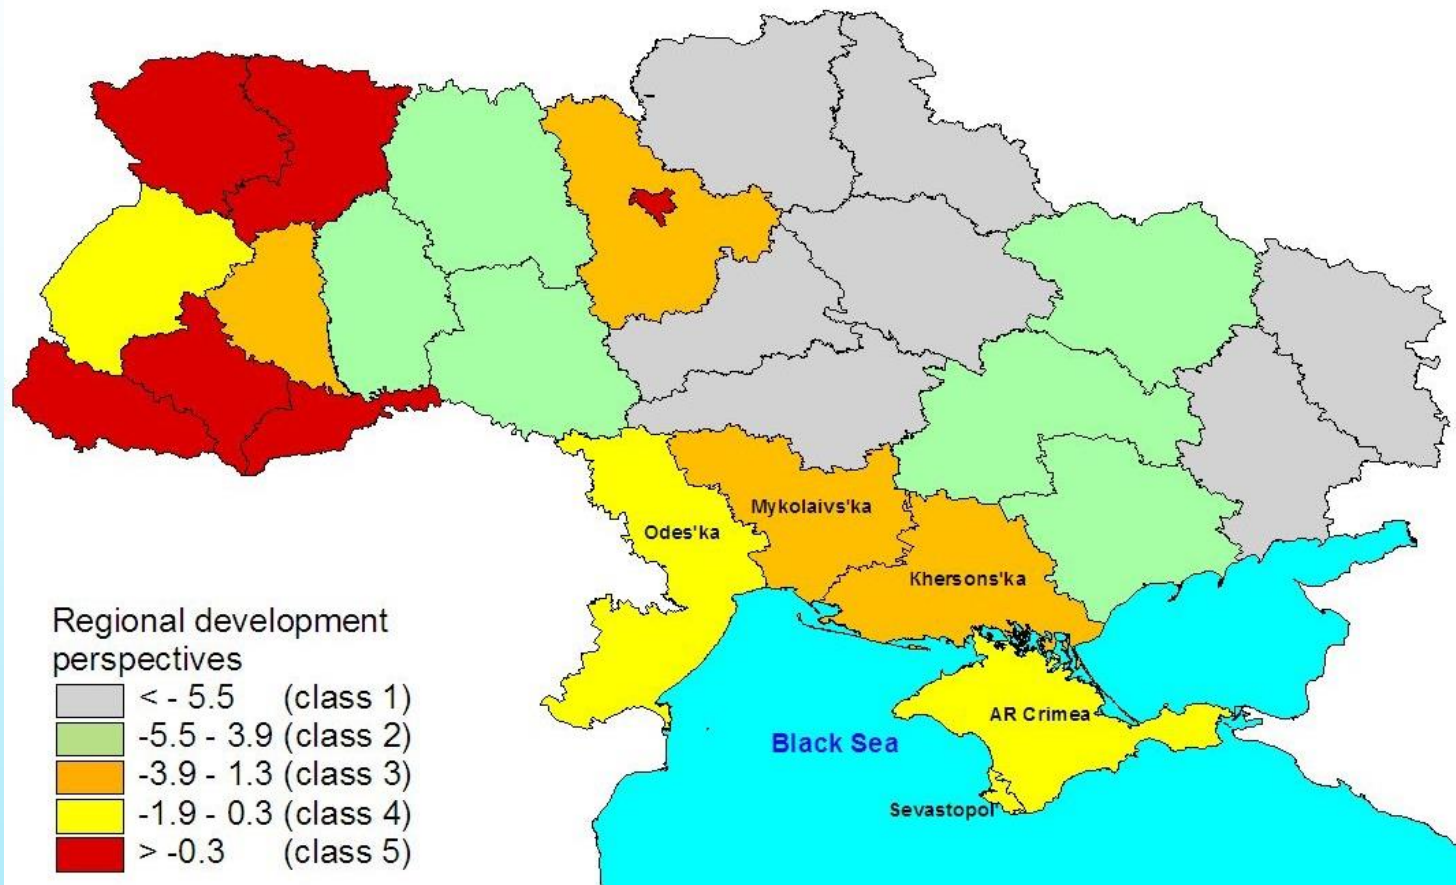 Odes'ka
Mykolaivs'ka
Khersons'ka
AR Crimea
Black Sea
Sevastopol'
Regional development
perspectives
< - 5.5 (class 1)
-5.5 - 3.9 (class 2)
-3.9 - 1.3 (class 3)
-1.9 - 0.3 (class 4)
> -0.3 (class 5)